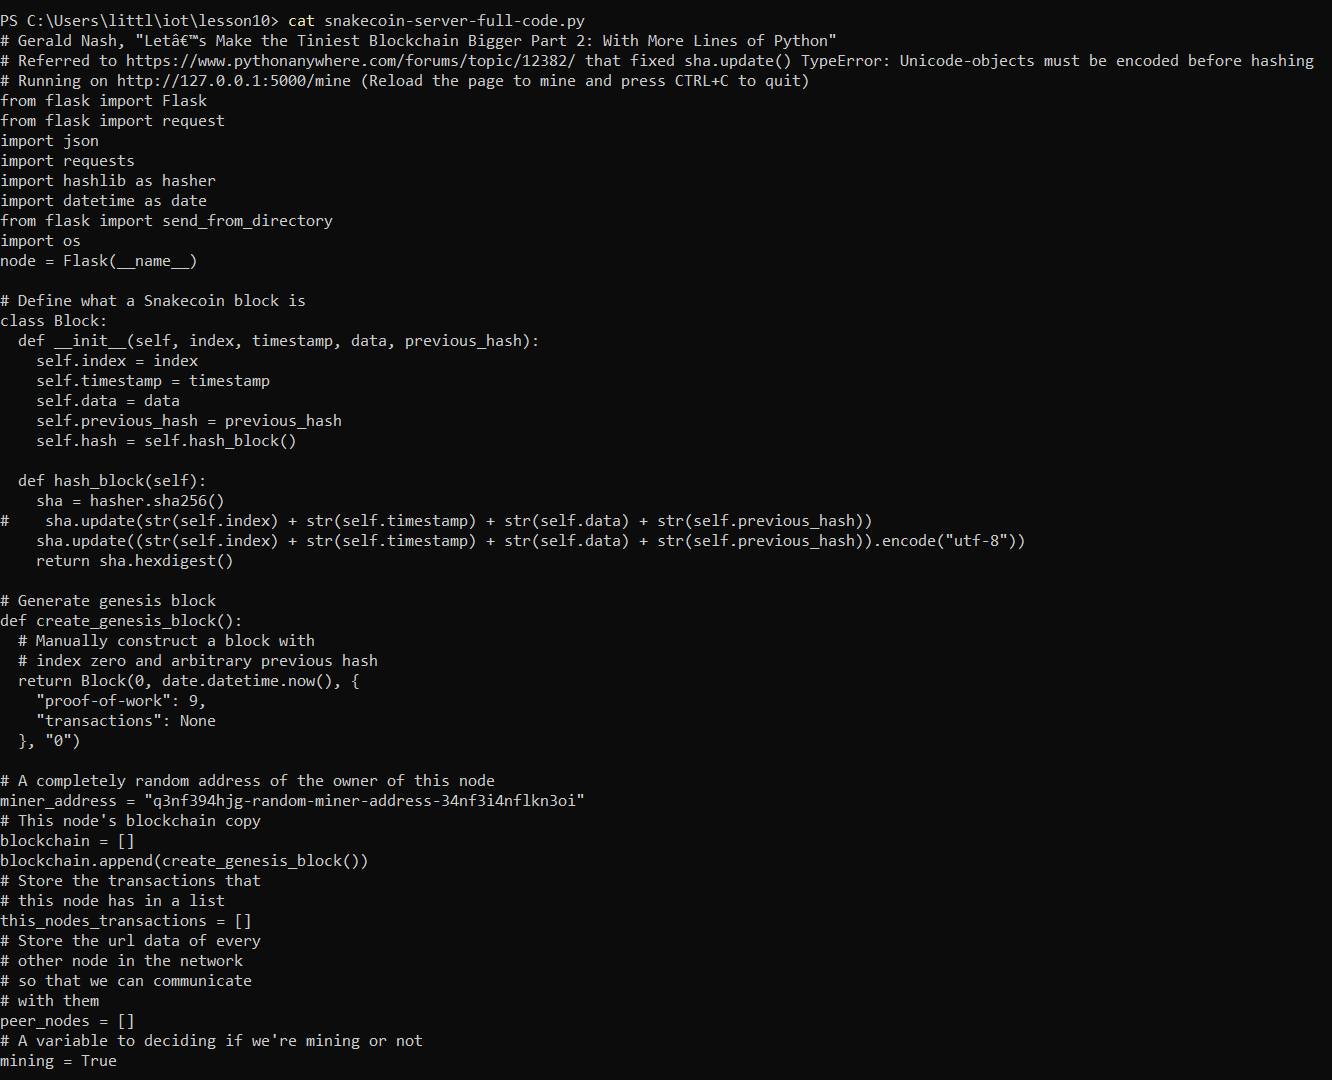 PS C:\Users\littl\iot\lesson10> cat snakecoin-server-full-code.py
# Gerald Nash, "Letâ€™s Make the Tiniest Blockchain Bigger Part 2: With More Lines of Python"
# Referred to https://www.pythonanywhere.com/forums/topic/12382/ that fixed sha.update() TypeError: Unicode-objects must be encoded before hashing
# Running on http://127.0.0.1:5000/mine (Reload the page to mine and press CTRL+C to quit)
from flask import Flask
from flask import request
import json
import requests
import hashlib as hasher
import datetime as date
from flask import send_from_directory
import os
node = Flask(__name__)

# Define what a Snakecoin block is
class Block:
  def __init__(self, index, timestamp, data, previous_hash):
    self.index = index
    self.timestamp = timestamp
    self.data = data
    self.previous_hash = previous_hash
    self.hash = self.hash_block()

  def hash_block(self):
    sha = hasher.sha256()
#    sha.update(str(self.index) + str(self.timestamp) + str(self.data) + str(self.previous_hash))
    sha.update((str(self.index) + str(self.timestamp) + str(self.data) + str(self.previous_hash)).encode("utf-8"))
    return sha.hexdigest()

# Generate genesis block
def create_genesis_block():
  # Manually construct a block with
  # index zero and arbitrary previous hash
  return Block(0, date.datetime.now(), {
    "proof-of-work": 9,
    "transactions": None
  }, "0")

# A completely random address of the owner of this node
miner_address = "q3nf394hjg-random-miner-address-34nf3i4nflkn3oi"
# This node's blockchain copy
blockchain = []
blockchain.append(create_genesis_block())
# Store the transactions that
# this node has in a list
this_nodes_transactions = []
# Store the url data of every
# other node in the network
# so that we can communicate
# with them
peer_nodes = []
# A variable to deciding if we're mining or not
mining = True